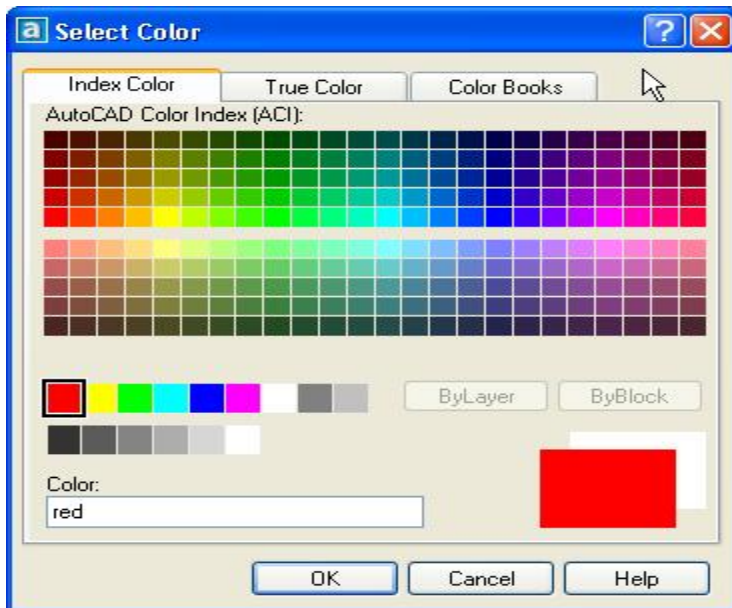 a Select Color
Index Color True Color Color Books
AutoCAD Color Index (ACI):
ByLayer ByBlock
Color:
red
OK Cancel Help